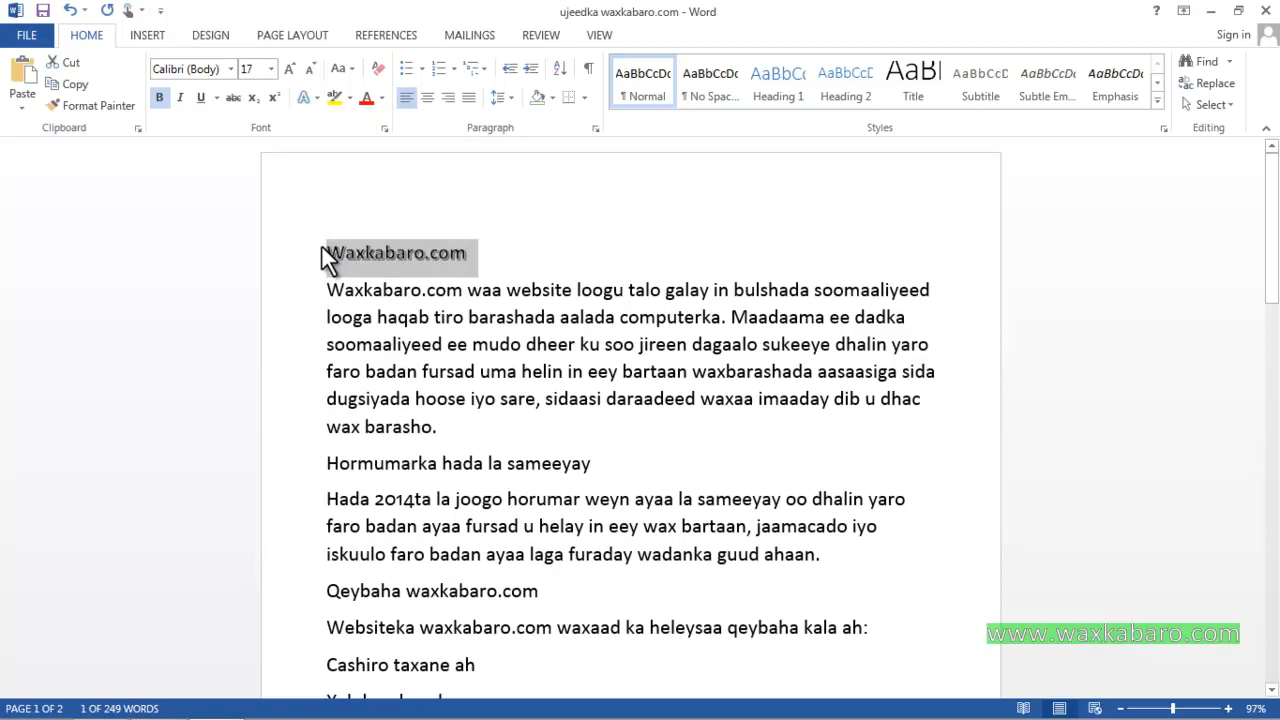 ujeedka waxkabaro.com - Word
FILE HOME INSERT DESIGN PAGE LAYOUT REFERENCES MAILINGS REVIEW VIEW Sign in
Cut
Copy
Format Painter
Paste
Clipboard
Calibri (Body) 17
Font
Paragraph
AaBbCcDc AaBbCcDc AaBbCc AaBbCc AaBb AaBbCcDc AaBbCcDc AaBbCcDc
¶ Normal ¶ No Spac... Heading 1 Heading 2 Title Subtitle Subtle Em... Emphasis
Styles
Find
Replace
Select
Editing
Waxkabaro.com
Waxkabaro.com waa website loogu talo galay in bulshada soomaaliyeed
looga haqab tiro barashada aalada computerka. Maadaama ee dadka
soomaaliyeed ee mudo dheer ku soo jireen dagaalo sukeeye dhalin yaro
faro badan fursad uma helin in eey bartaan waxbarashada aasaasiga sida
dugsiyada hoose iyo sare, sidaasi daraadeed waxaa imaaday dib u dhac
wax barasho.
Hormumarka hada la sameeyay
Hada 2014ta la joogo horumar weyn ayaa la sameeyay oo dhalin yaro
faro badan ayaa fursad u helay in eey wax bartaan, jaamacado iyo
iskuulo faro badan ayaa laga furaday wadanka guud ahaan.
Qeybaha waxkabaro.com
Websiteka waxkabaro.com waxaad ka heleysaa qeybaha kala ah:
www.waxkabaro.com
Cashiro taxane ah
PAGE 1 OF 2 1 OF 249 WORDS 97%